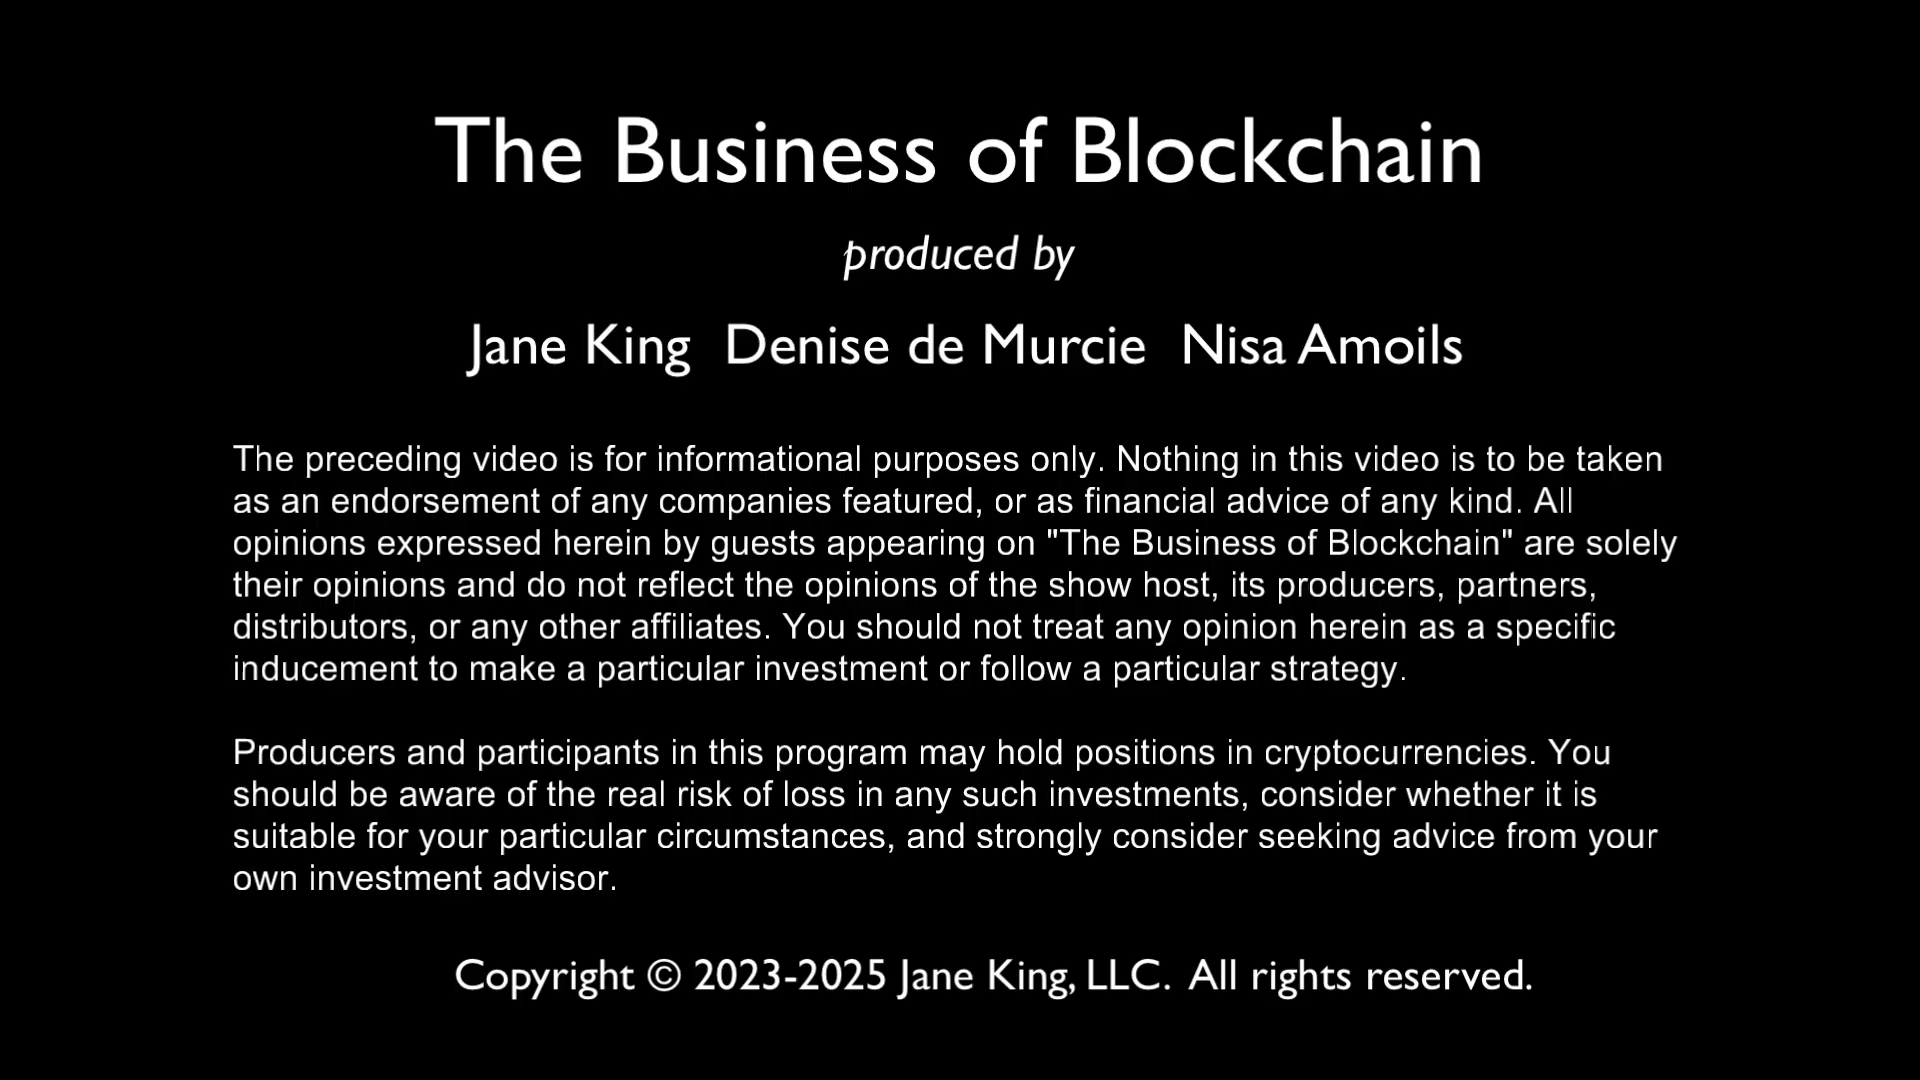 The Business of Blockchain
produced by
Jane King  Denise de Murcie  Nisa Amoils
The preceding video is for informational purposes only. Nothing in this video is to be taken
as an endorsement of any companies featured, or as financial advice of any kind. All
opinions expressed herein by guests appearing on "The Business of Blockchain" are solely
their opinions and do not reflect the opinions of the show host, its producers, partners,
distributors, or any other affiliates. You should not treat any opinion herein as a specific
inducement to make a particular investment or follow a particular strategy.
Producers and participants in this program may hold positions in cryptocurrencies. You
should be aware of the real risk of loss in any such investments, consider whether it is
suitable for your particular circumstances, and strongly consider seeking advice from your
own investment advisor.
Copyright © 2023-2025 Jane King, LLC.  All rights reserved.